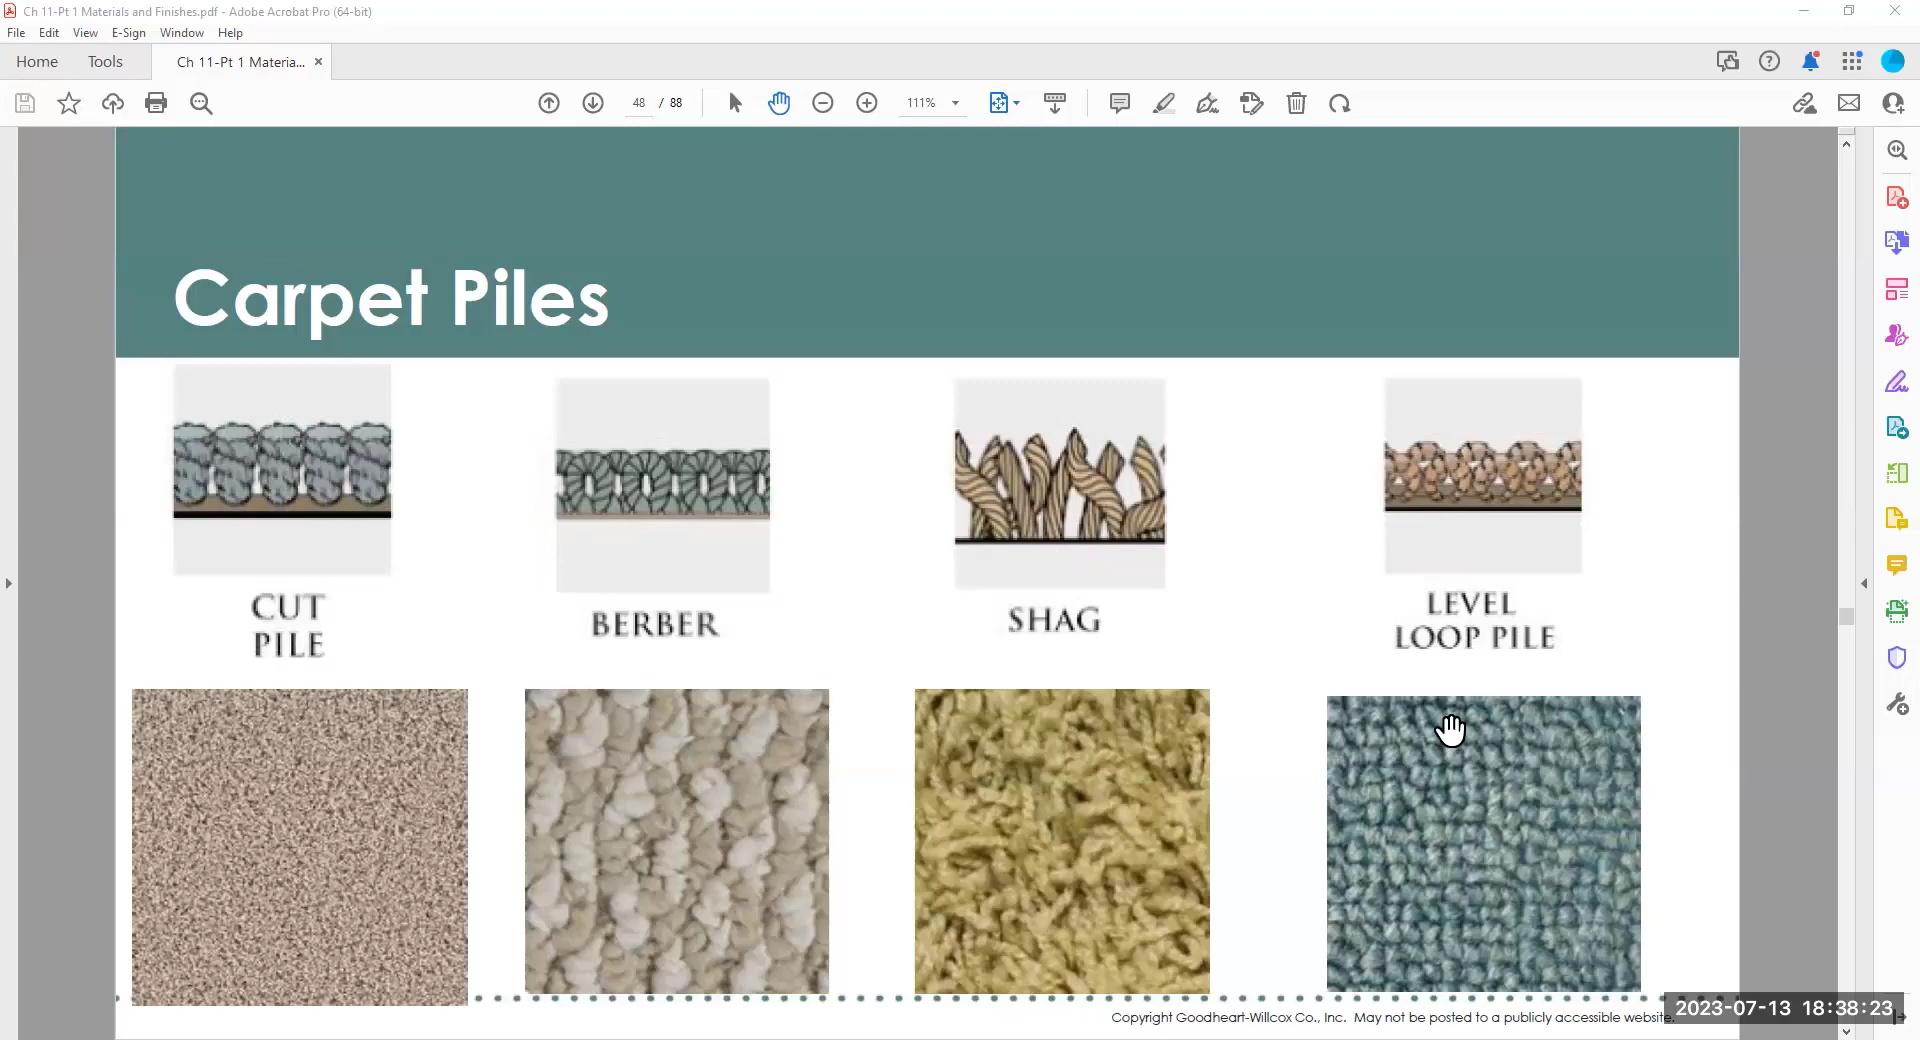 Ch 11-Pt 1 Materials and Finishes.pdf - Adobe Acrobat Pro (64-bit)
File Edit View E-Sign Window Help
Home Tools Ch 11-Pt 1 Materia... ×
48 / 88 111%
Carpet Piles
CUT
PILE
BERBER
SHAG
LEVEL
LOOP PILE
Copyright Goodheart-Willcox Co., Inc. May not be posted to a publicly accessible website.
2023-07-13 18:38:23